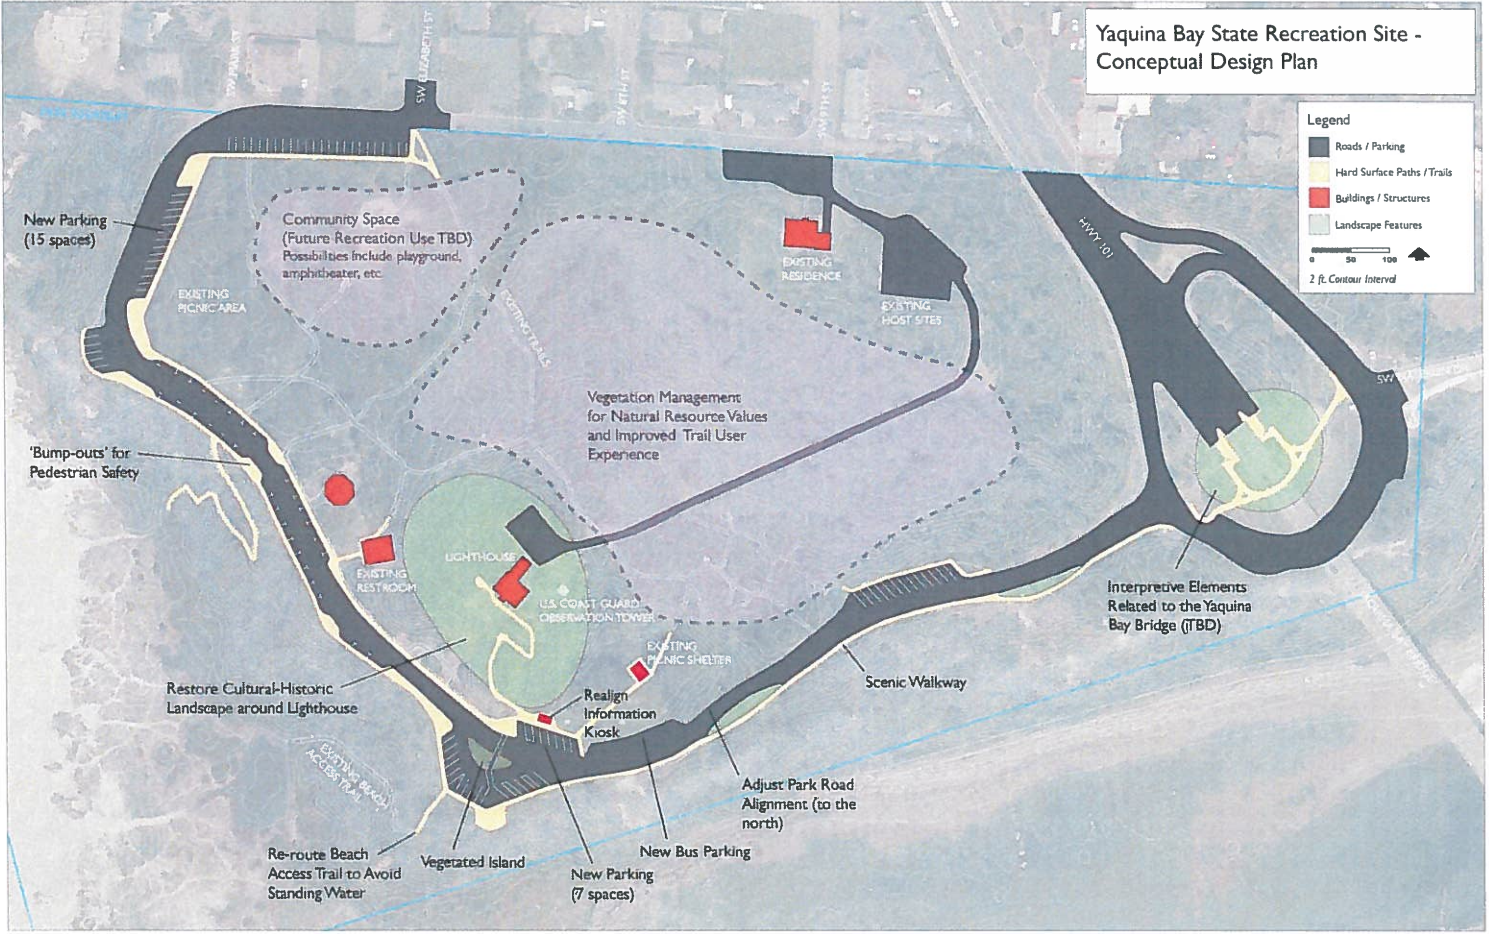 Yaquina Bay State Recreation Site -
Conceptual Design Plan
Legend
Roads / Parking
Hard Surface Paths / Trails
Buildings / Structures
Landscape Features
0 50 100
2 ft. Contour Interval
SW ELIZABETH ST
SW 8TH ST
HWY 101
SW
New Parking
(15 spaces)
Community Space
(Future Recreation Use TBD)
Possibilities include playground,
amphitheater, etc.
EXISTING
PICNIC AREA
EXISTING TRAILS
EXISTING
RESIDENCE
EXISTING
HOST SITES
Vegetation Management
for Natural Resource Values
and Improved Trail User
Experience
'Bump-outs' for
Pedestrian Safety
EXISTING
RESTROOM
LIGHTHOUSE
U.S. COAST GUARD
OBSERVATION TOWER
EXISTING
PICNIC SHELTER
Interpretive Elements
Related to the Yaquina
Bay Bridge (TBD)
Scenic Walkway
Restore Cultural-Historic
Landscape around Lighthouse
Realign
Information
Kiosk
EXISTING BEACH
ACCESS TRAIL
Adjust Park Road
Alignment (to the
north)
Re-route Beach
Access Trail to Avoid
Standing Water
Vegetated Island
New Parking
(7 spaces)
New Bus Parking